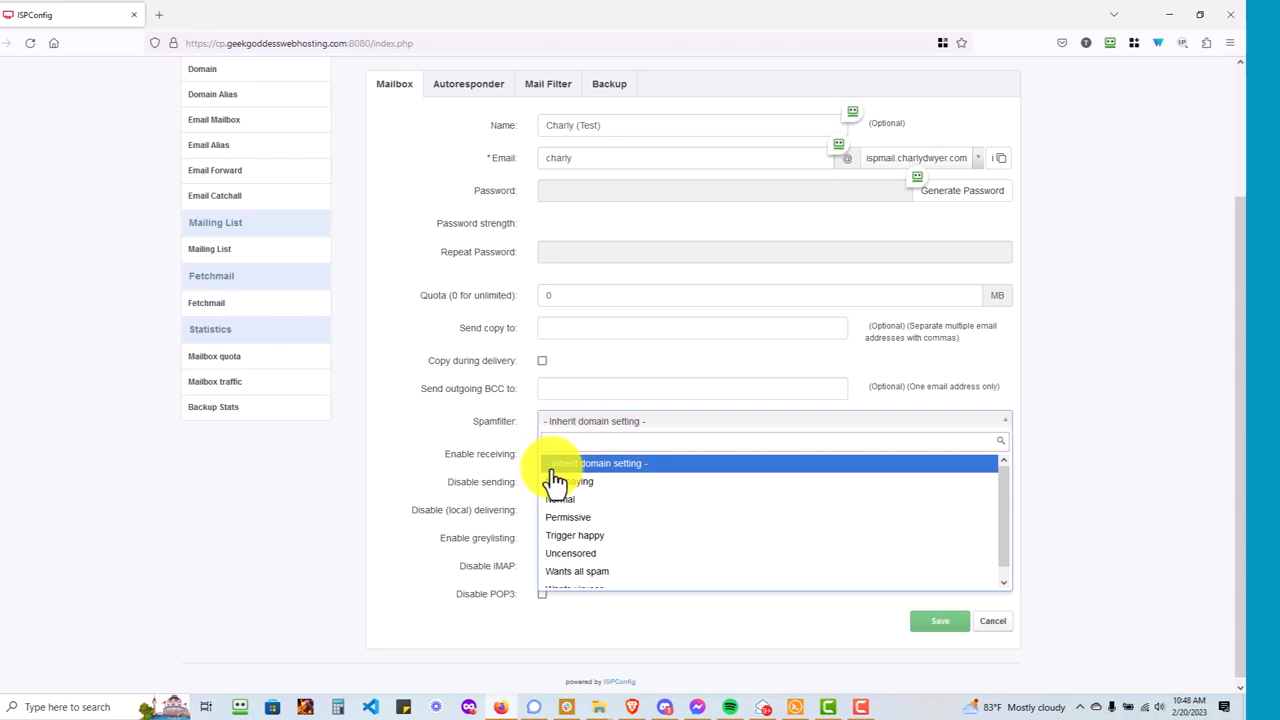 ISPConfig
https://cp.geekgoddesswebhosting.com:8080/index.php
Domain
Domain Alias
Email Mailbox
Email Alias
Email Forward
Email Catchall
Mailing List
Mailing List
Fetchmail
Fetchmail
Statistics
Mailbox quota
Mailbox traffic
Backup Stats
Mailbox Autoresponder Mail Filter Backup
Name: Charly (Test) (Optional)
* Email: charly @ ispmail.charlydwyer.com
Password: Generate Password
Password strength:
Repeat Password:
Quota (0 for unlimited): 0 MB
Send copy to: (Optional) (Separate multiple email
addresses with commas)
Copy during delivery:
Send outgoing BCC to: (Optional) (One email address only)
Spamfilter: - Inherit domain setting -
Enable receiving:
Disable sending:
Disable (local) delivering:
Enable greylisting:
Disable IMAP:
Disable POP3:
domain setting -
Normal
Permissive
Trigger happy
Uncensored
Wants all spam
Save Cancel
powered by ISPConfig
Type here to search
83°F Mostly cloudy
10:48 AM
2/20/2023